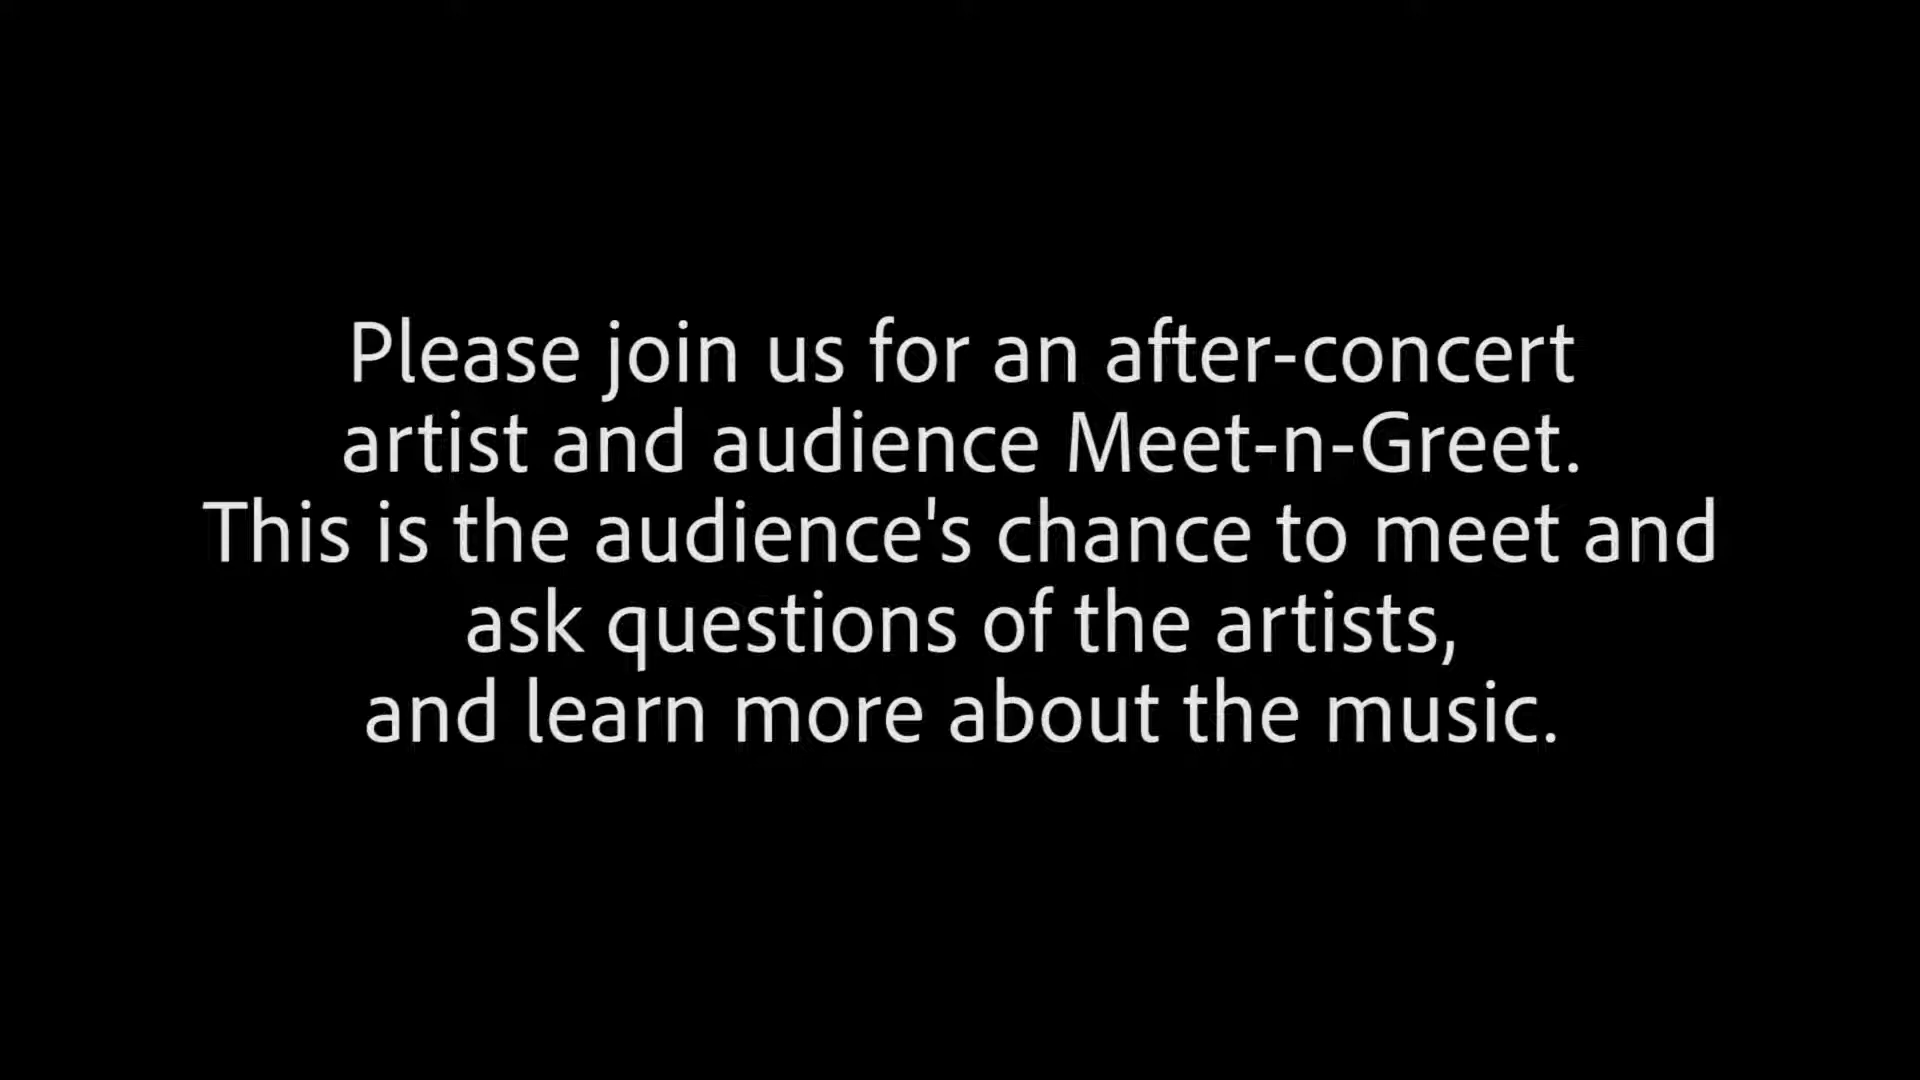 Please join us for an after-concert
artist and audience Meet-n-Greet.
This is the audience's chance to meet and
ask questions of the artists,
and learn more about the music.